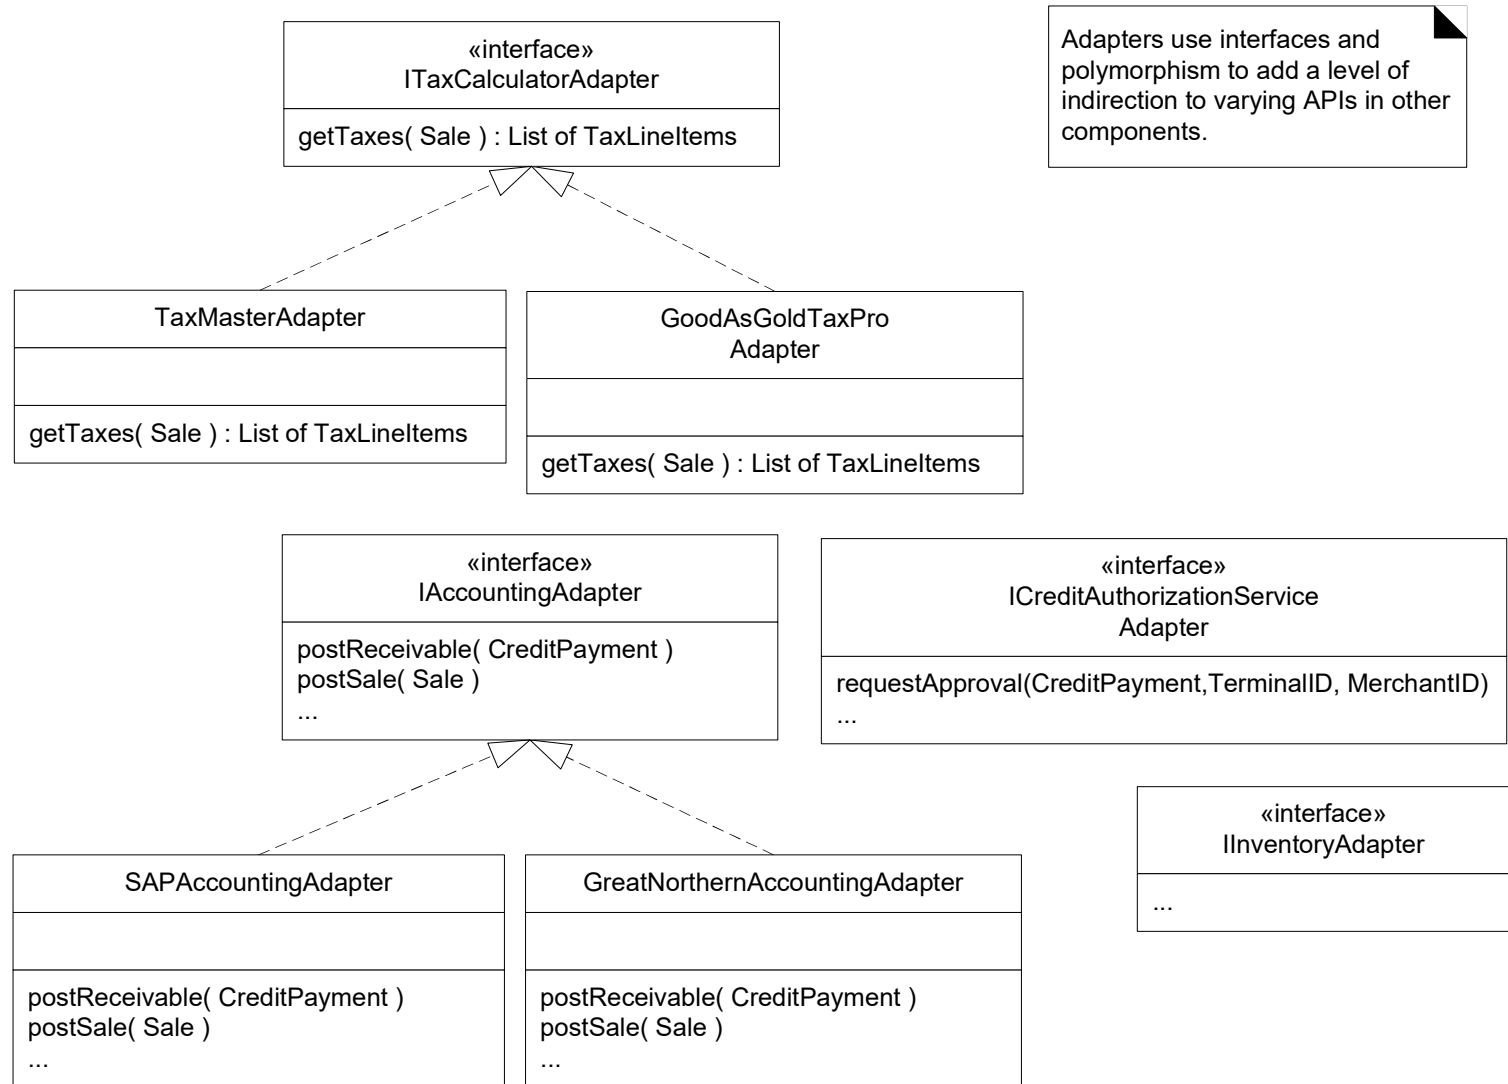 «interface»
ITaxCalculatorAdapter
getTaxes( Sale ) : List of TaxLineItems
Adapters use interfaces and
polymorphism to add a level of
indirection to varying APIs in other
components.
TaxMasterAdapter
getTaxes( Sale ) : List of TaxLineItems
GoodAsGoldTaxPro
Adapter
getTaxes( Sale ) : List of TaxLineItems
«interface»
IAccountingAdapter
postReceivable( CreditPayment )
postSale( Sale )
...
«interface»
ICreditAuthorizationService
Adapter
requestApproval(CreditPayment,TerminalID, MerchantID)
...
«interface»
IInventoryAdapter
...
SAPAccountingAdapter
postReceivable( CreditPayment )
postSale( Sale )
...
GreatNorthernAccountingAdapter
postReceivable( CreditPayment )
postSale( Sale )
...